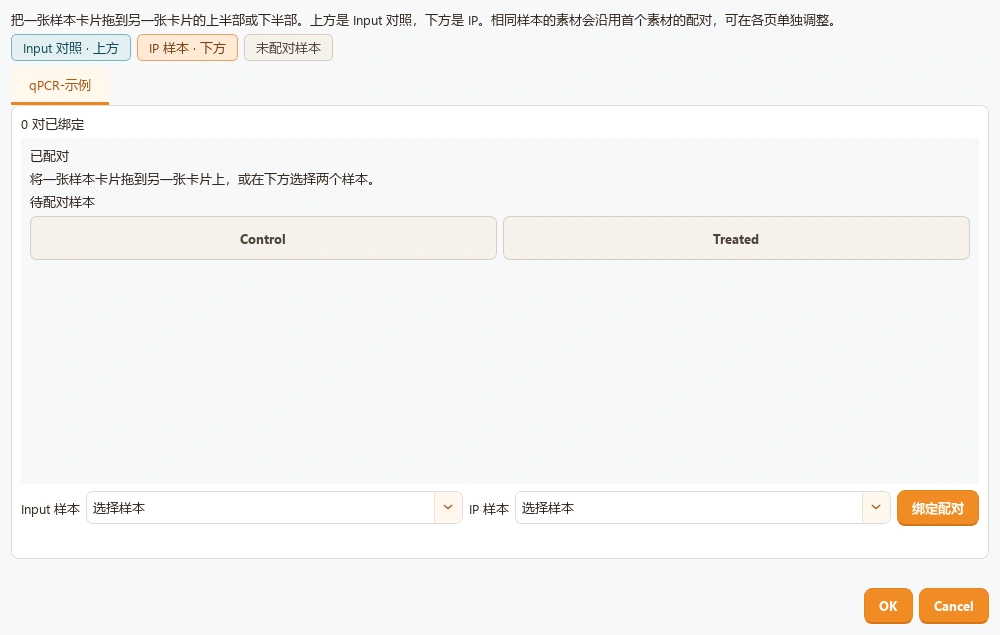 把一张样本卡片拖到另一张卡片的上半部或下半部。上方是 Input 对照，下方是 IP。相同样本的素材会沿用首个素材的配对，可在各页单独调整。
Input 对照 · 上方 IP 样本 · 下方 未配对样本
qPCR-示例
0 对已绑定
已配对
将一张样本卡片拖到另一张卡片上，或在下方选择两个样本。
待配对样本
Control Treated
Input 样本 选择样本 IP 样本 选择样本 绑定配对
OK Cancel